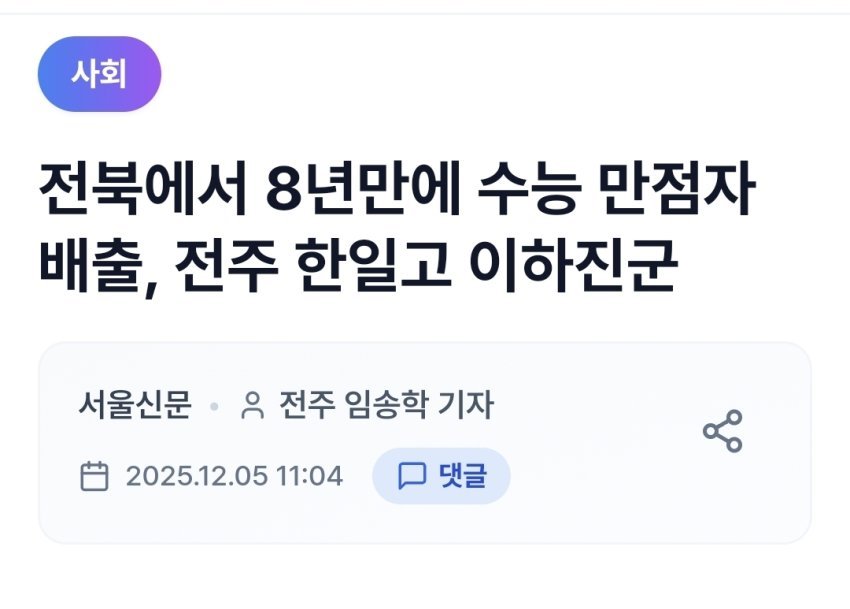 사회
전북에서 8년만에 수능 만점자
배출, 전주 한일고 이하진군
서울신문 • 전주 임송학 기자
2025.12.05 11:04 댓글